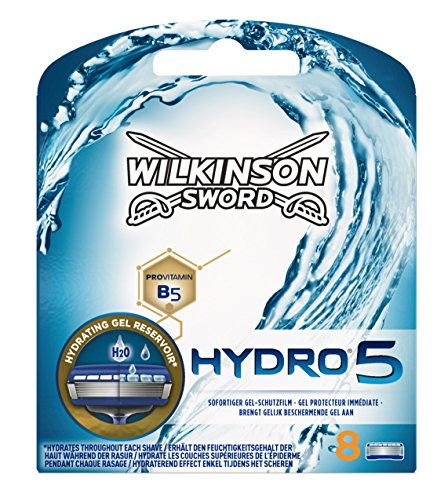 WILKINSON
SWORD
PROVITAMIN
B5
HYDRATING GEL RESERVOIR*
H2O
HYDRO 5
SOFORTIGER GEL-SCHUTZFILM - GEL PROTECTEUR IMMÉDIATE -
BRENGT GELIJK BESCHERMENDE GEL AAN
*HYDRATES THROUGHOUT EACH SHAVE / ERHÄLT DEN FEUCHTIGKEITSGEHALT DER
HAUT WÄHREND DER RASUR / HYDRATE LES COUCHES SUPÉRIEURES DE L'ÉPIDERME
PENDANT CHAQUE RASAGE / HYDRATEREND EFFECT ENKEL TIJDENS HET SCHEREN
8